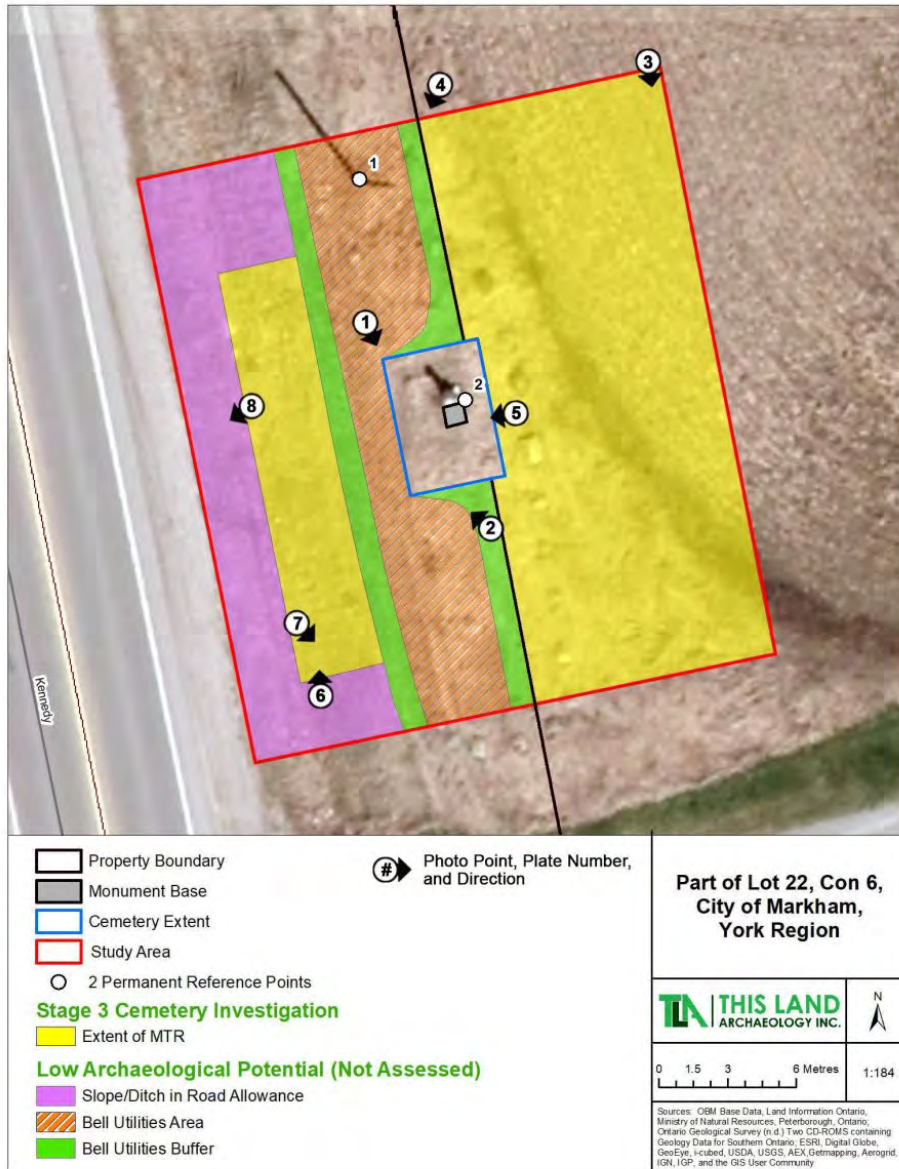 3
4
1
1
2
5
8
2
7
6
Kennedy
Property Boundary
Monument Base
Cemetery Extent
Study Area
2 Permanent Reference Points
Stage 3 Cemetery Investigation
Extent of MTR
Low Archaeological Potential (Not Assessed)
Slope/Ditch in Road Allowance
Bell Utilities Area
Bell Utilities Buffer
# Photo Point, Plate Number,
and Direction
Part of Lot 22, Con 6,
City of Markham,
York Region
TLA THIS LAND
ARCHAEOLOGY INC.
N
0 1.5 3 6 Metres
1:184
Sources: OBM Base Data, Land Information Ontario,
Ministry of Natural Resources, Peterborough, Ontario;
Ontario Geological Survey (n.d.) Two CD-ROMS containing
Geology Data for Southern Ontario; ESRI, Digital Globe,
GeoEye, i-cubed, USDA, USGS, AEX,Getmapping, Aerogrid,
IGN, IGP, and the GIS User Community